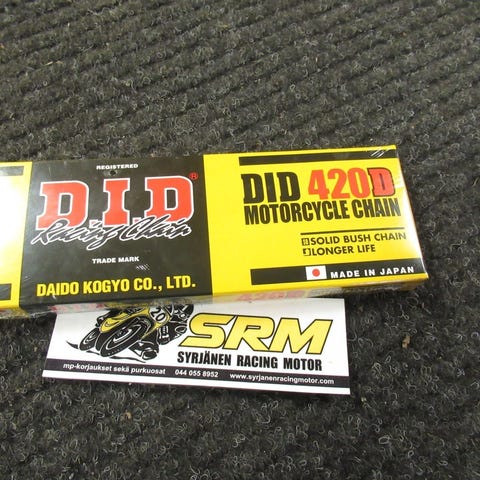 REGISTERED
D.I.D®
Racing Chain
TRADE MARK
DAIDO KOGYO CO., LTD.
DID 420D
MOTORCYCLE CHAIN
SOLID BUSH CHAIN
LONGER LIFE
MADE IN JAPAN
SRM
SYRJÄNEN RACING MOTOR
mp-korjaukset sekä purkuosat 044 055 8952 www.syrjanenracingmotor.com